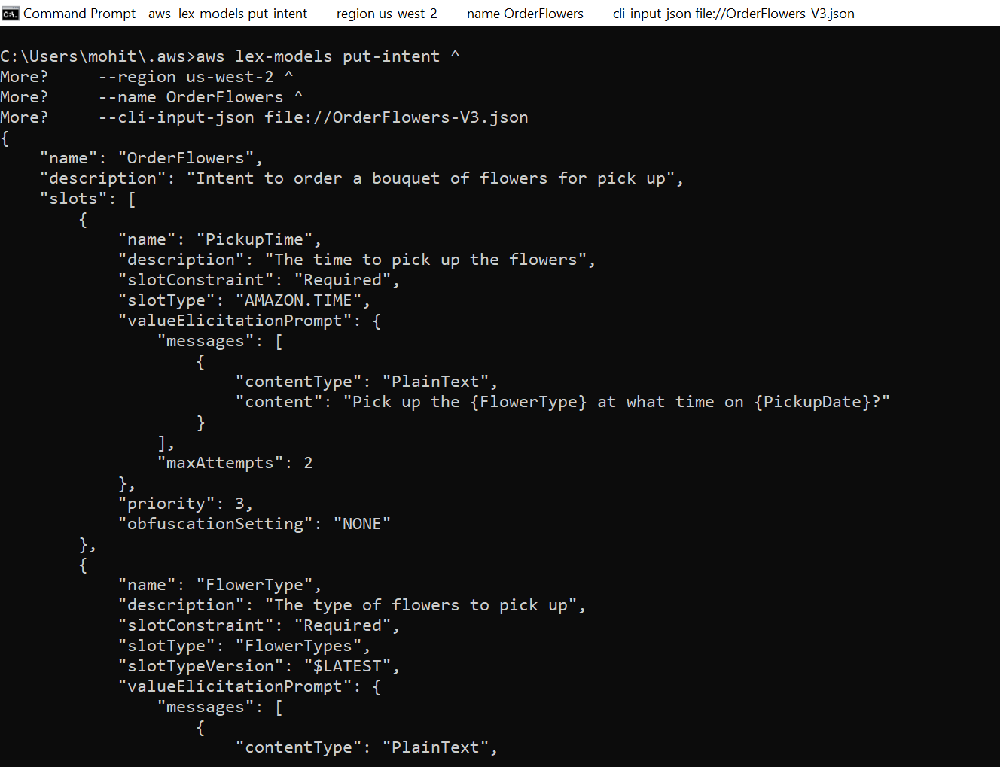 Command Prompt - aws  lex-models put-intent     --region us-west-2     --name OrderFlowers     --cli-input-json file://OrderFlowers-V3.json
C:\Users\mohit\.aws>aws lex-models put-intent ^
More?     --region us-west-2 ^
More?     --name OrderFlowers ^
More?     --cli-input-json file://OrderFlowers-V3.json
{
    "name": "OrderFlowers",
    "description": "Intent to order a bouquet of flowers for pick up",
    "slots": [
        {
            "name": "PickupTime",
            "description": "The time to pick up the flowers",
            "slotConstraint": "Required",
            "slotType": "AMAZON.TIME",
            "valueElicitationPrompt": {
                "messages": [
                    {
                        "contentType": "PlainText",
                        "content": "Pick up the {FlowerType} at what time on {PickupDate}?"
                    }
                ],
                "maxAttempts": 2
            },
            "priority": 3,
            "obfuscationSetting": "NONE"
        },
        {
            "name": "FlowerType",
            "description": "The type of flowers to pick up",
            "slotConstraint": "Required",
            "slotType": "FlowerTypes",
            "slotTypeVersion": "$LATEST",
            "valueElicitationPrompt": {
                "messages": [
                    {
                        "contentType": "PlainText",